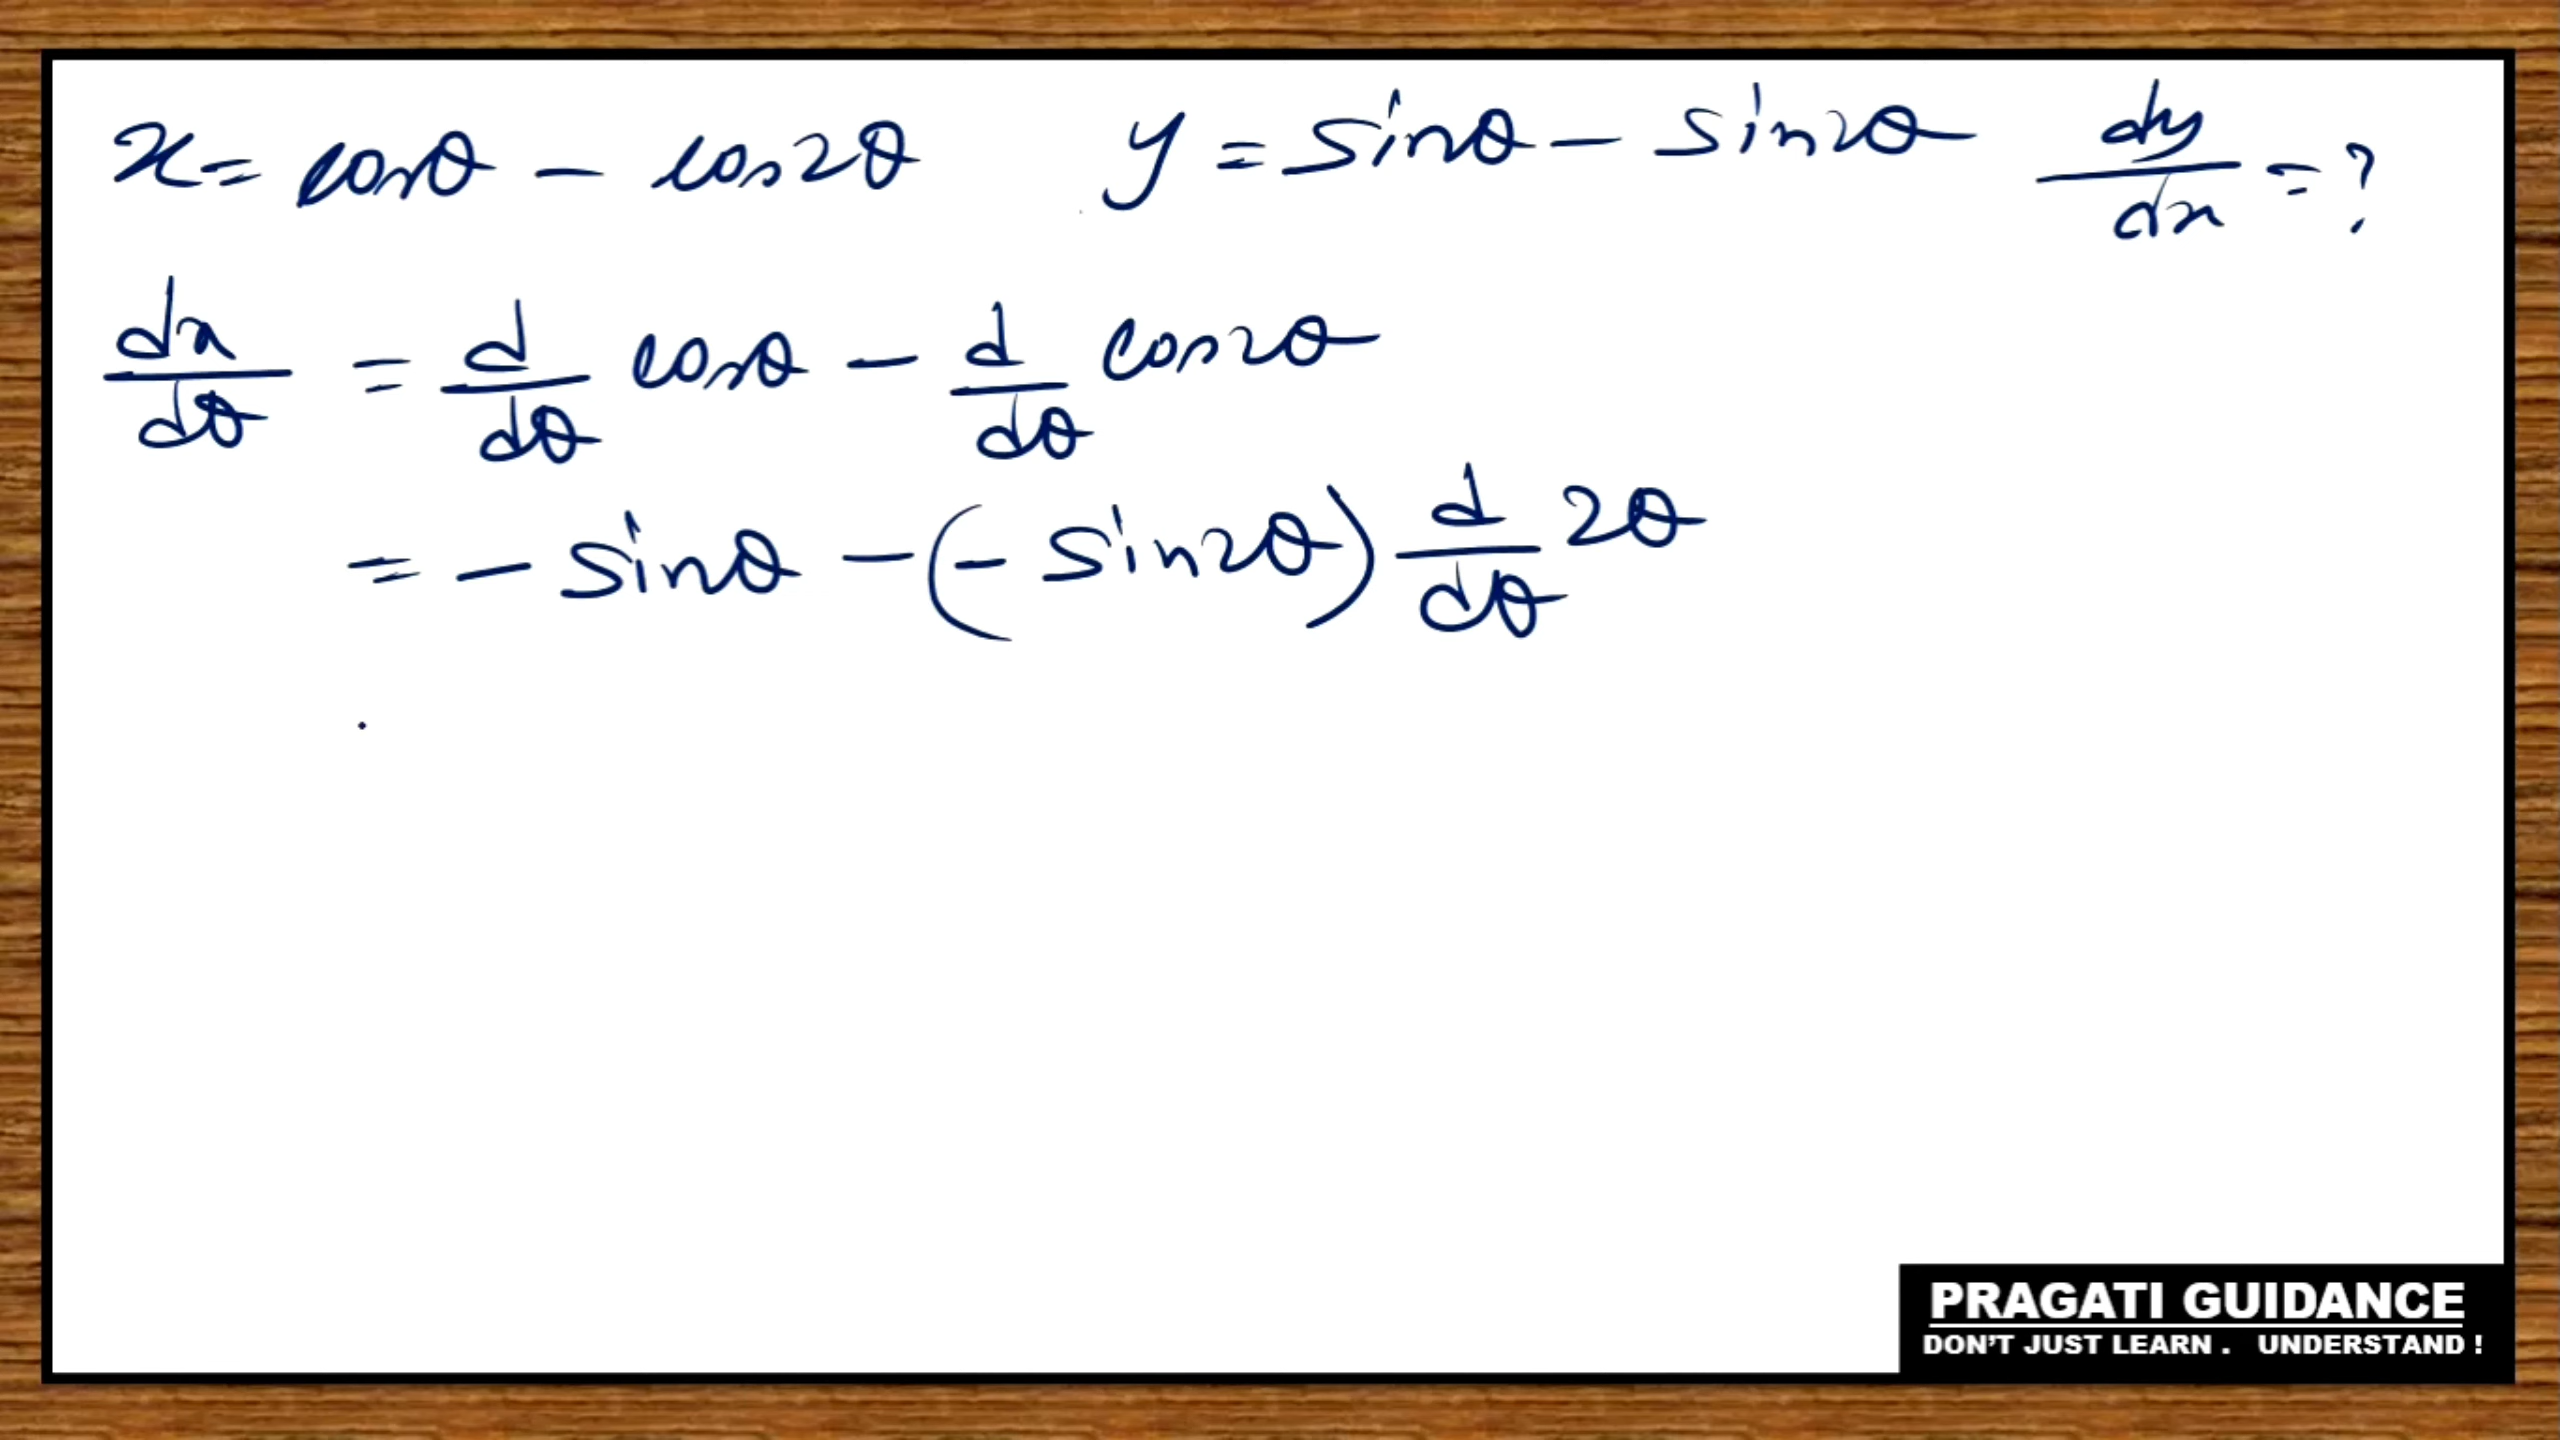 x = cosθ - cos2θ y = sinθ - sin2θ dy/dx = ?
dx/dθ = d/dθ cosθ - d/dθ cos2θ
= - sinθ - (- sin2θ) d/dθ 2θ
PRAGATI GUIDANCE
DON'T JUST LEARN . UNDERSTAND !